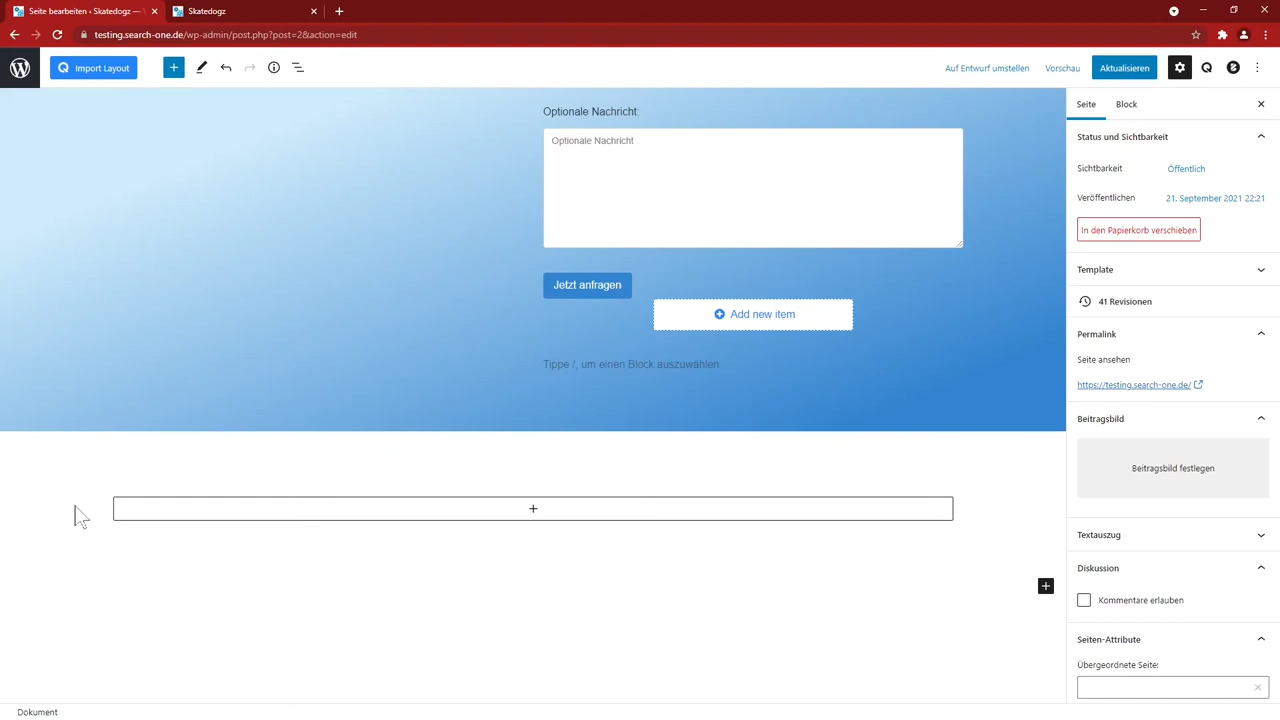 Seite bearbeiten ‹ Skatedogz —
Skatedogz
testing.search-one.de/wp-admin/post.php?post=2&action=edit
Import Layout
Auf Entwurf umstellen
Vorschau
Aktualisieren
Optionale Nachricht:
Optionale Nachricht
Jetzt anfragen
Add new item
Tippe /, um einen Block auszuwählen
Seite
Block
Status und Sichtbarkeit
Sichtbarkeit
Öffentlich
Veröffentlichen
21. September 2021 22:21
In den Papierkorb verschieben
Template
41 Revisionen
Permalink
Seite ansehen
https://testing.search-one.de/
Beitragsbild
Beitragsbild festlegen
Textauszug
Diskussion
Kommentare erlauben
Seiten-Attribute
Übergeordnete Seite:
Dokument